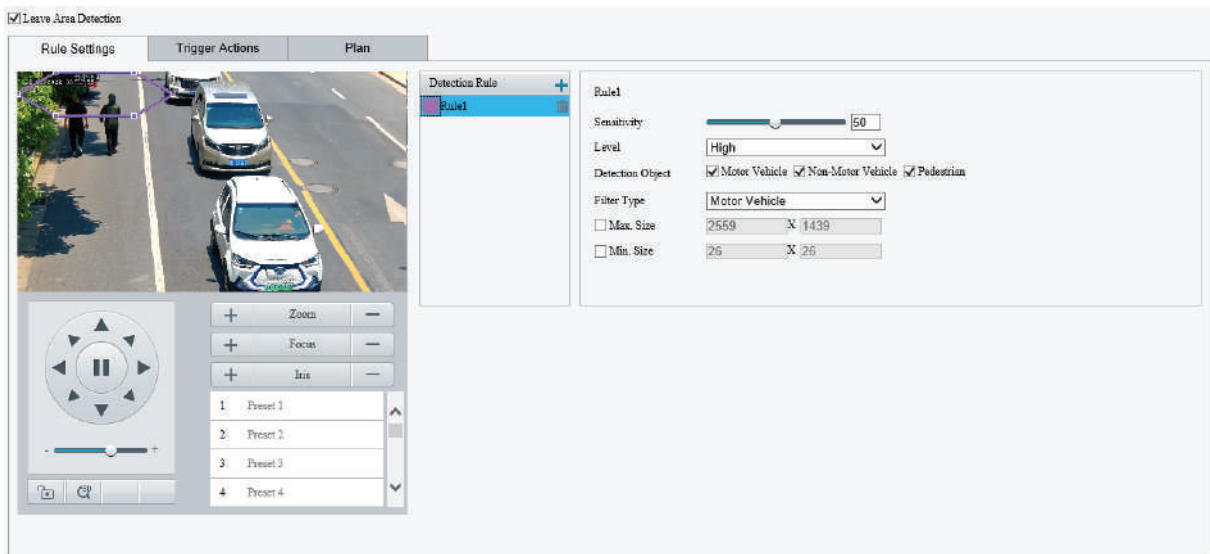 Leave Area Detection
Rule Settings Trigger Actions Plan
Detection Rule
Rule1
Rule1
Sensitivity 50
Level High
Detection Object Motor Vehicle Non-Motor Vehicle Pedestrian
Filter Type Motor Vehicle
Max. Size 2559 X 1439
Min. Size 26 X 26
+ Zoom −
+ Focus −
+ Iris −
- +
1 Preset 1
2 Preset 2
3 Preset 3
4 Preset 4